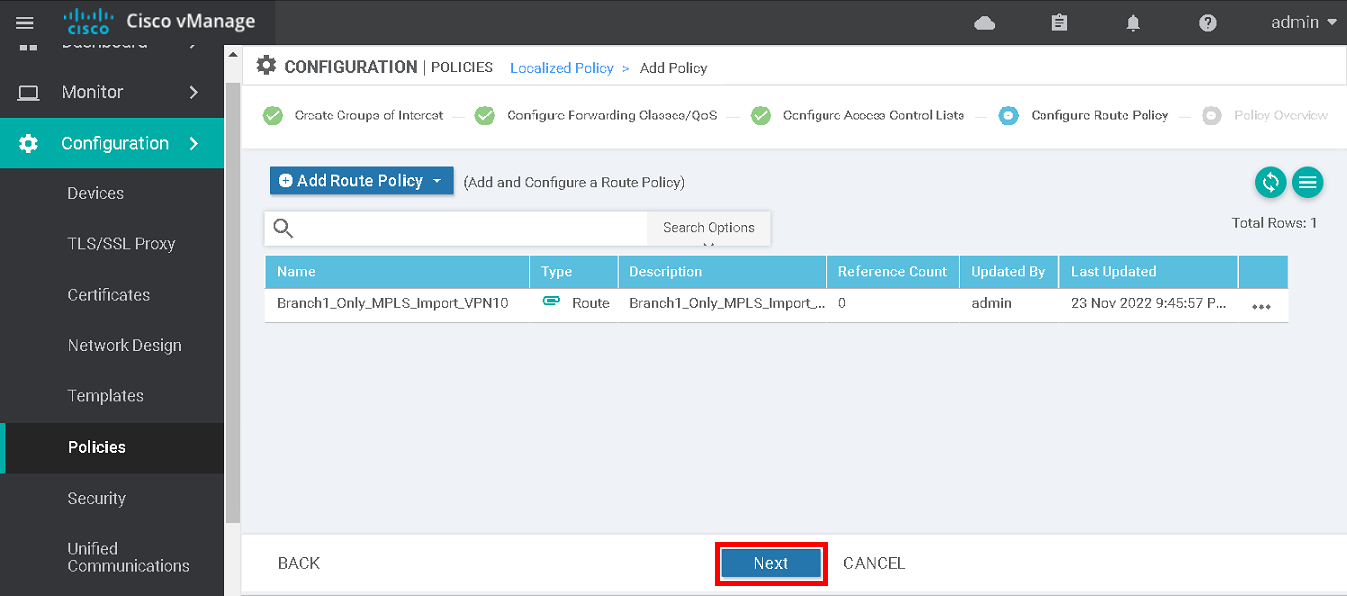 cisco Cisco vManage admin
Dashboard
Monitor
Configuration
Devices
TLS/SSL Proxy
Certificates
Network Design
Templates
Policies
Security
Unified
Communications
CONFIGURATION | POLICIES Localized Policy > Add Policy
Create Groups of Interest Configure Forwarding Classes/QoS Configure Access Control Lists Configure Route Policy Policy Overview
Add Route Policy (Add and Configure a Route Policy)
Search Options
Total Rows: 1
Name Type Description Reference Count Updated By Last Updated
Branch1_Only_MPLS_Import_VPN10 Route Branch1_Only_MPLS_Import_... 0 admin 23 Nov 2022 9:45:57 P... •••
BACK Next CANCEL